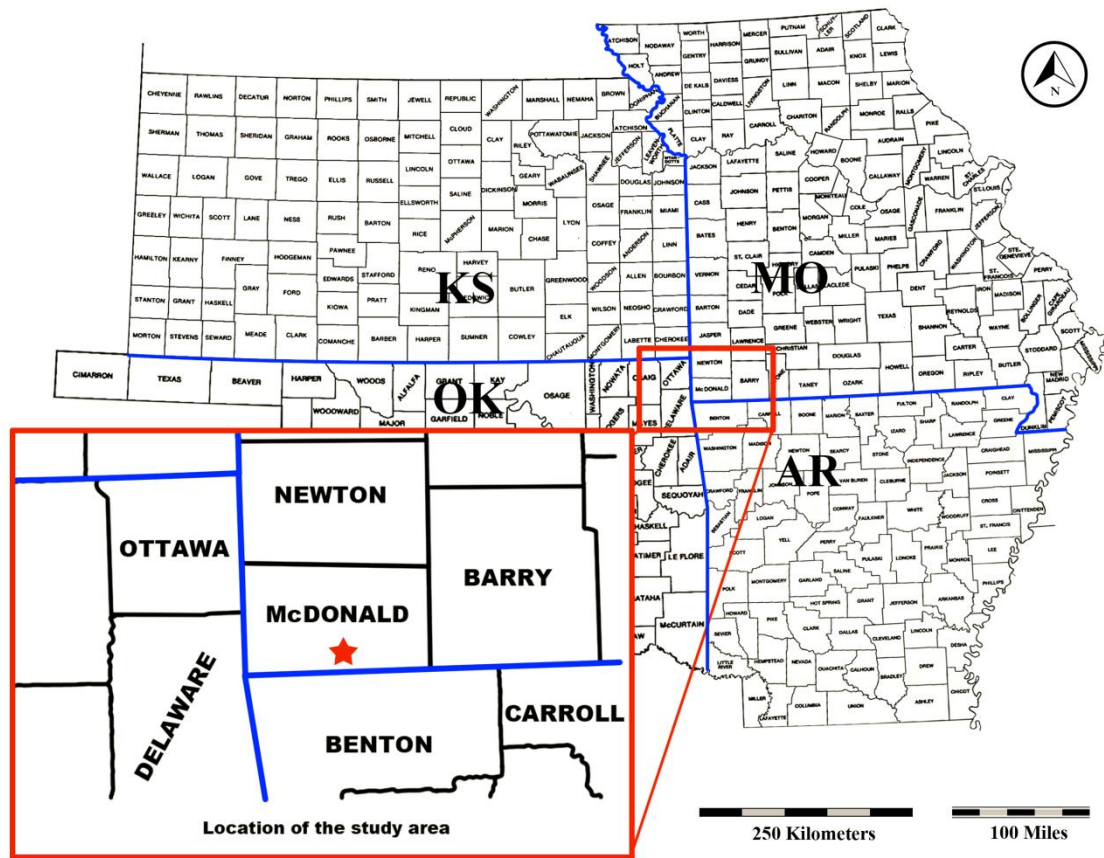 ATCHISON NODAWAY WORTH HARRISON MERCER PUTNAM SCHUYLER SCOTLAND CLARK
HOLT ANDREW GENTRY DE KALB DAVIESS GRUNDY SULLIVAN ADAIR KNOX LEWIS
BUCHANAN CLINTON CALDWELL LIVINGSTON LINN MACON SHELBY MARION
PLATTE CLAY RAY CARROLL CHARITON RANDOLPH MONROE RALLS PIKE
JACKSON LAFAYETTE SALINE HOWARD BOONE AUDRAIN CALLAWAY MONTGOMERY LINCOLN WARREN ST. CHARLES
CASS JOHNSON PETTIS COOPER MONITEAU COLE OSAGE GASCONADE FRANKLIN ST.LOUIS JEFFERSON
BATES HENRY BENTON MORGAN MILLER MARIES CRAWFORD WASHINGTON STE. GENEVIEVE
VERNON ST. CLAIR CAMDEN PULASKI PHELPS ST. FRANCOIS PERRY
MO
BARTON CEDAR DENT IRON MADISON BOLLINGER CAPE GIRARDEAU
JASPER DADE GREENE WEBSTER WRIGHT TEXAS SHANNON REYNOLDS WAYNE SCOTT
LAWRENCE CHRISTIAN DOUGLAS HOWELL CARTER BUTLER STODDARD MISSISSIPPI
NEWTON BARRY STONE TANEY OZARK OREGON RIPLEY NEW MADRID
McDONALD DUNKLIN PEMISCOT
CHEYENNE RAWLINS DECATUR NORTON PHILLIPS SMITH JEWELL REPUBLIC WASHINGTON MARSHALL NEMAHA BROWN DONIPHAN
SHERMAN THOMAS SHERIDAN GRAHAM ROOKS OSBORNE MITCHELL CLOUD CLAY RILEY POTTAWATOMIE JACKSON ATCHISON
WALLACE LOGAN GOVE TREGO ELLIS RUSSELL LINCOLN OTTAWA GEARY WABAUNSEE SHAWNEE JEFFERSON LEAVENWORTH
SALINE DICKINSON MORRIS DOUGLAS JOHNSON
GREELEY WICHITA SCOTT LANE NESS RUSH BARTON ELLSWORTH RICE McPHERSON MARION CHASE LYON OSAGE FRANKLIN MIAMI
HAMILTON KEARNY FINNEY HODGEMAN PAWNEE STAFFORD RENO HARVEY COFFEY ANDERSON LINN
STANTON GRANT HASKELL GRAY FORD EDWARDS KIOWA PRATT KINGMAN BUTLER GREENWOOD WOODSON ALLEN BOURBON
KS
MORTON STEVENS SEWARD MEADE CLARK COMANCHE BARBER HARPER SUMNER COWLEY ELK CHAUTAUQUA WILSON MONTGOMERY NEOSHO LABETTE CRAWFORD CHEROKEE
CIMARRON TEXAS BEAVER HARPER WOODS ALFALFA GRANT KAY OSAGE WASHINGTON NOWATA CRAIG OTTAWA
OK
WOODWARD MAJOR GARFIELD NOBLE DELAWARE
CHEROKEE ADAIR
SEQUOYAH
LE FLORE
McCURTAIN
BENTON CARROLL BOONE MARION BAXTER FULTON RANDOLPH CLAY
WASHINGTON MADISON NEWTON SEARCY STONE IZARD SHARP LAWRENCE GREENE
AR
CRAWFORD FRANKLIN JOHNSON POPE VAN BUREN CLEBURNE INDEPENDENCE JACKSON CRAIGHEAD MISSISSIPPI POINSETT
SEBASTIAN LOGAN CONWAY FAULKNER WHITE WOODRUFF CROSS CRITTENDEN
SCOTT YELL PERRY PULASKI LONOKE PRAIRIE ST. FRANCIS LEE
POLK MONTGOMERY GARLAND SALINE MONROE PHILLIPS
HOWARD PIKE HOT SPRING GRANT JEFFERSON ARKANSAS
SEVIER CLARK DALLAS CLEVELAND LINCOLN DESHA
LITTLE RIVER HEMPSTEAD NEVADA OUACHITA CALHOUN BRADLEY DREW CHICOT
MILLER LAFAYETTE COLUMBIA UNION ASHLEY
N
NEWTON
OTTAWA
BARRY
McDONALD
DELAWARE
CARROLL
BENTON
Location of the study area
250 Kilometers
100 Miles